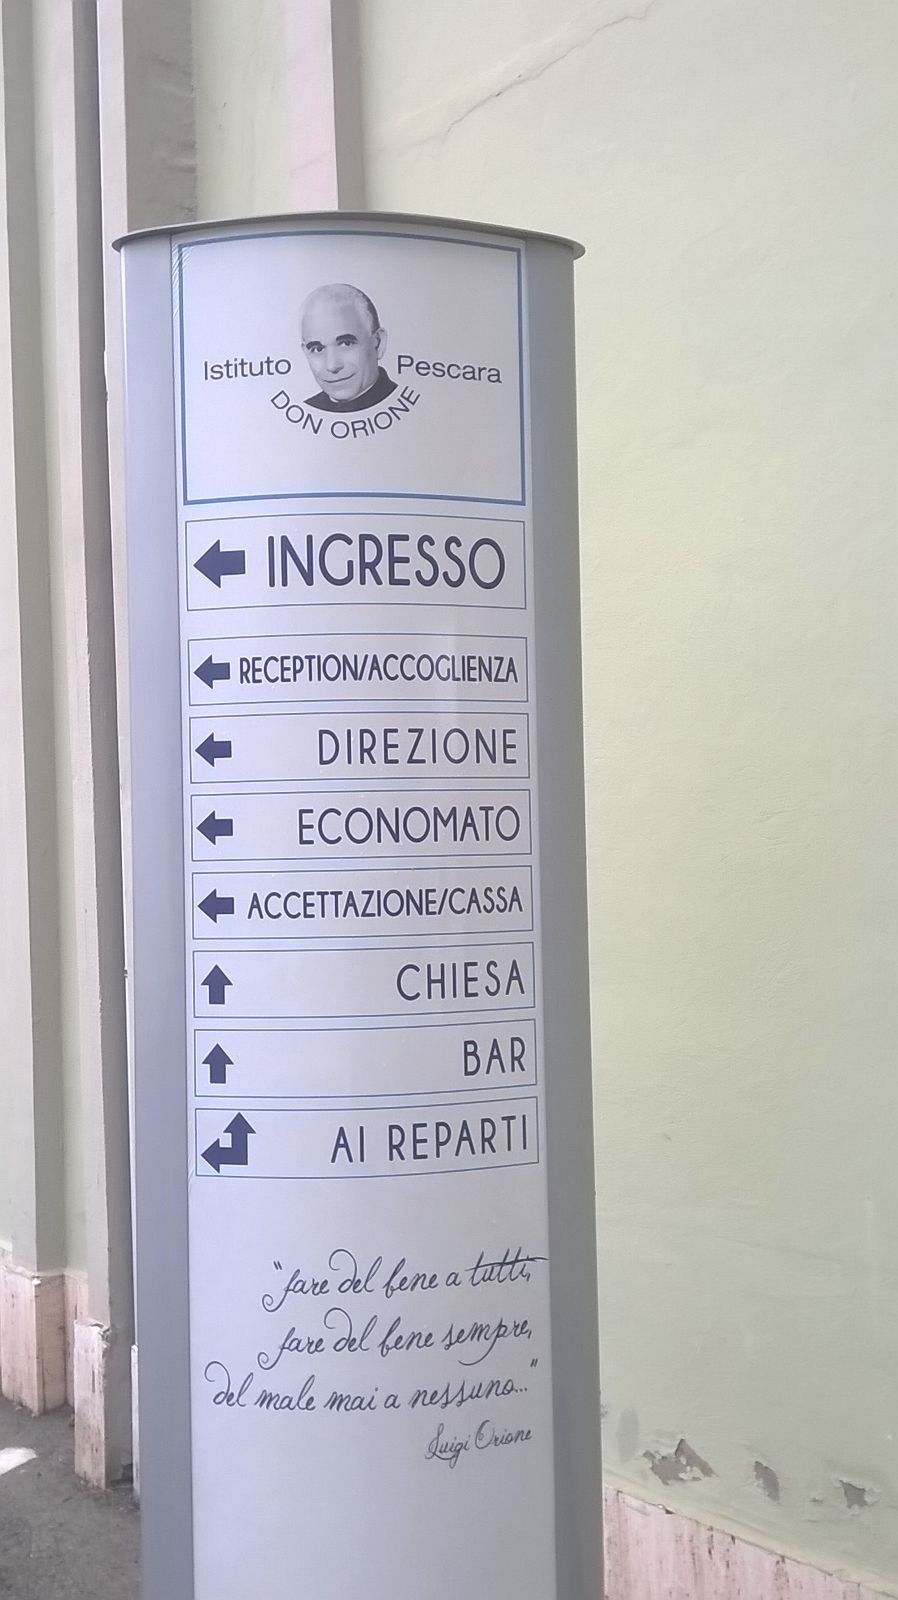 Istituto Pescara
DON ORIONE
INGRESSO
RECEPTION/ACCOGLIENZA
DIREZIONE
ECONOMATO
ACCETTAZIONE/CASSA
CHIESA
BAR
AI REPARTI
"fare del bene a tutti,
fare del bene sempre,
del male mai a nessuno..."
Luigi Orione